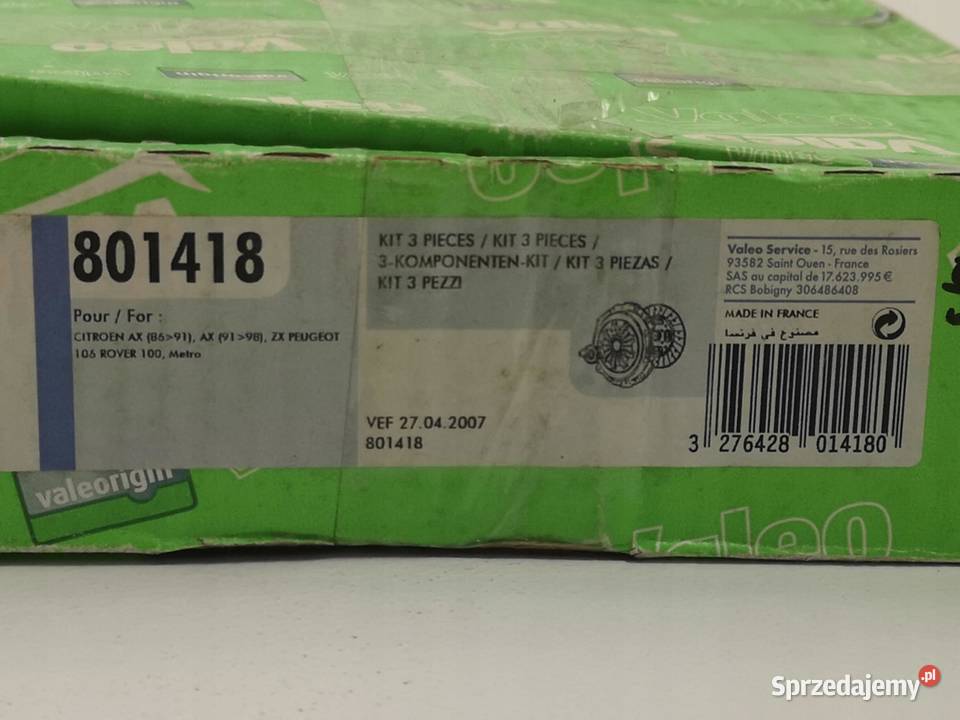 Valeo
Valeo
801418
Pour / For :
CITROEN AX (86>91), AX (91>98), ZX PEUGEOT
106 ROVER 100, Metro
KIT 3 PIECES / KIT 3 PIECES /
3-KOMPONENTEN-KIT / KIT 3 PIEZAS /
KIT 3 PEZZI
VEF 27.04.2007
801418
Valeo Service - 15, rue des Rosiers
93582 Saint Ouen - France
SAS au capital de 17.623.995 €
RCS Bobigny 306486408
MADE IN FRANCE
مصنوع في فرنسا
3 276428 014180
valeorigin
Valeo
Sprzedajemy.pl